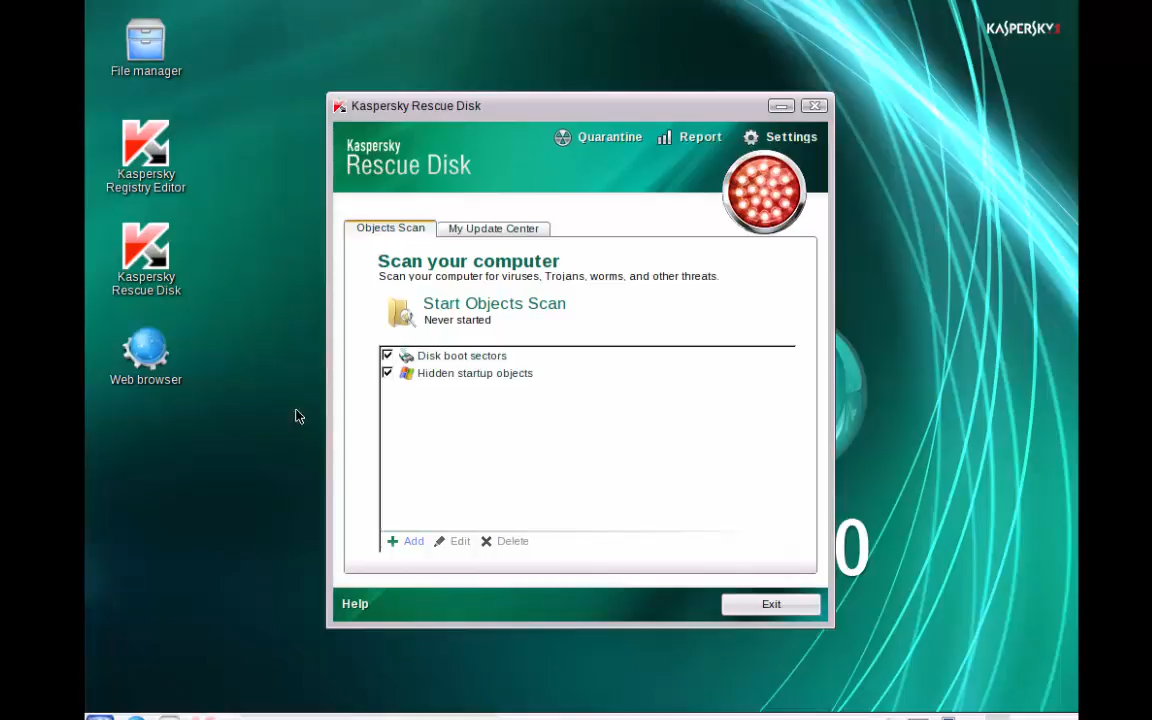 File manager
KASPERSKY
Kaspersky
Registry Editor
Kaspersky
Rescue Disk
Web browser
Kaspersky Rescue Disk
Quarantine
Report
Settings
Kaspersky
Rescue Disk
Objects Scan
My Update Center
Scan your computer
Scan your computer for viruses, Trojans, worms, and other threats.
Start Objects Scan
Never started
Disk boot sectors
Hidden startup objects
Add
Edit
Delete
0
Help
Exit